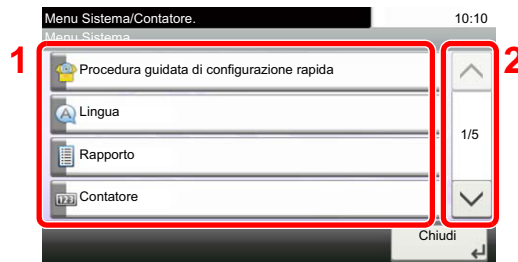 Menu Sistema/Contatore.
10:10
Menu Sistema
1
2
Procedura guidata di configurazione rapida
Lingua
1/5
Rapporto
123 Contatore
Chiudi